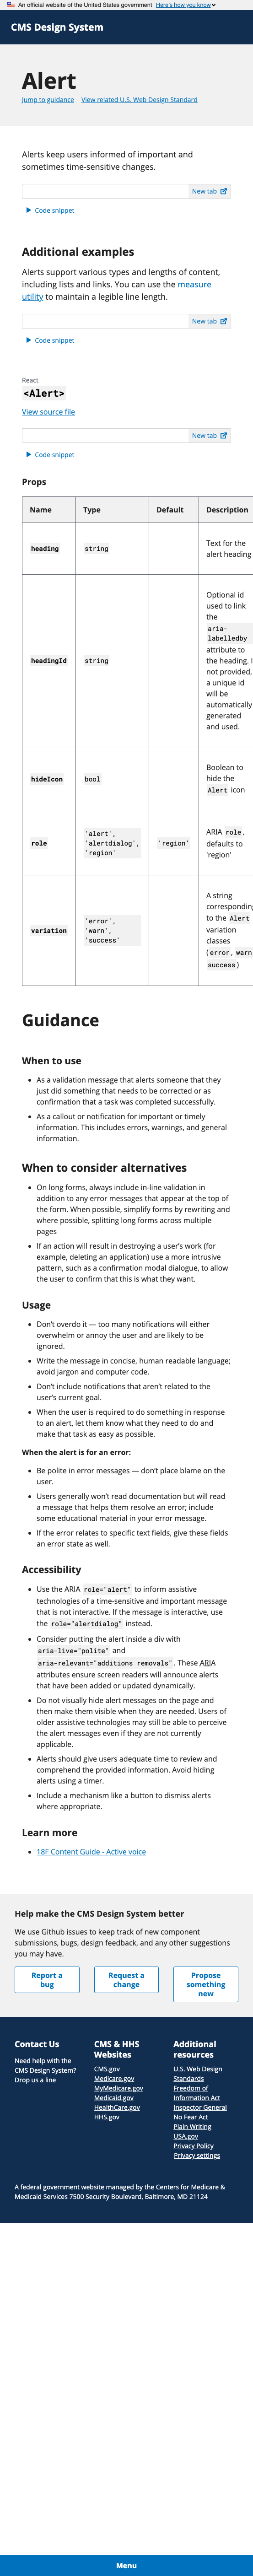 An official website of the United States government Here's how you know
CMS Design System
Alert
Jump to guidance View related U.S. Web Design Standard
Alerts keep users informed of important and
sometimes time-sensitive changes.
New tab
Code snippet
Additional examples
Alerts support various types and lengths of content,
including lists and links. You can use the measure
utility to maintain a legible line length.
New tab
Code snippet
React
<Alert>
View source file
New tab
Code snippet
Props
Name Type Default Description
heading string Text for the
alert heading
headingId string Optional id
used to link
the
aria-
labelledby
attribute to
the heading. I
not provided,
a unique id
will be
automatically
generated
and used.
hideIcon bool Boolean to
hide the
Alert icon
role 'alert',
'alertdialog',
'region' 'region' ARIA role,
defaults to
'region'
variation 'error',
'warn',
'success' A string
corresponding
to the Alert
variation
classes
(error, warn
success)
Guidance
When to use
As a validation message that alerts someone that they
just did something that needs to be corrected or as
confirmation that a task was completed successfully.
As a callout or notification for important or timely
information. This includes errors, warnings, and general
information.
When to consider alternatives
On long forms, always include in-line validation in
addition to any error messages that appear at the top of
the form. When possible, simplify forms by rewriting and
where possible, splitting long forms across multiple
pages
If an action will result in destroying a user's work (for
example, deleting an application) use a more intrusive
pattern, such as a confirmation modal dialogue, to allow
the user to confirm that this is what they want.
Usage
Don't overdo it — too many notifications will either
overwhelm or annoy the user and are likely to be
ignored.
Write the message in concise, human readable language;
avoid jargon and computer code.
Don't include notifications that aren't related to the
user's current goal.
When the user is required to do something in response
to an alert, let them know what they need to do and
make that task as easy as possible.
When the alert is for an error:
Be polite in error messages — don't place blame on the
user.
Users generally won't read documentation but will read
a message that helps them resolve an error; include
some educational material in your error message.
If the error relates to specific text fields, give these fields
an error state as well.
Accessibility
Use the ARIA role="alert" to inform assistive
technologies of a time-sensitive and important message
that is not interactive. If the message is interactive, use
the role="alertdialog" instead.
Consider putting the alert inside a div with
aria-live="polite" and
aria-relevant="additions removals". These ARIA
attributes ensure screen readers will announce alerts
that have been added or updated dynamically.
Do not visually hide alert messages on the page and
then make them visible when they are needed. Users of
older assistive technologies may still be able to perceive
the alert messages even if they are not currently
applicable.
Alerts should give users adequate time to review and
comprehend the provided information. Avoid hiding
alerts using a timer.
Include a mechanism like a button to dismiss alerts
where appropriate.
Learn more
18F Content Guide - Active voice
Help make the CMS Design System better
We use Github issues to keep track of new component
submissions, bugs, design feedback, and any other suggestions
you may have.
Report a
bug
Request a
change
Propose
something
new
Contact Us
Need help with the
CMS Design System?
Drop us a line
CMS & HHS
Websites
CMS.gov
Medicare.gov
MyMedicare.gov
Medicaid.gov
HealthCare.gov
HHS.gov
Additional
resources
U.S. Web Design
Standards
Freedom of
Information Act
Inspector General
No Fear Act
Plain Writing
USA.gov
Privacy Policy
Privacy settings
A federal government website managed by the Centers for Medicare &
Medicaid Services 7500 Security Boulevard, Baltimore, MD 21124
Menu